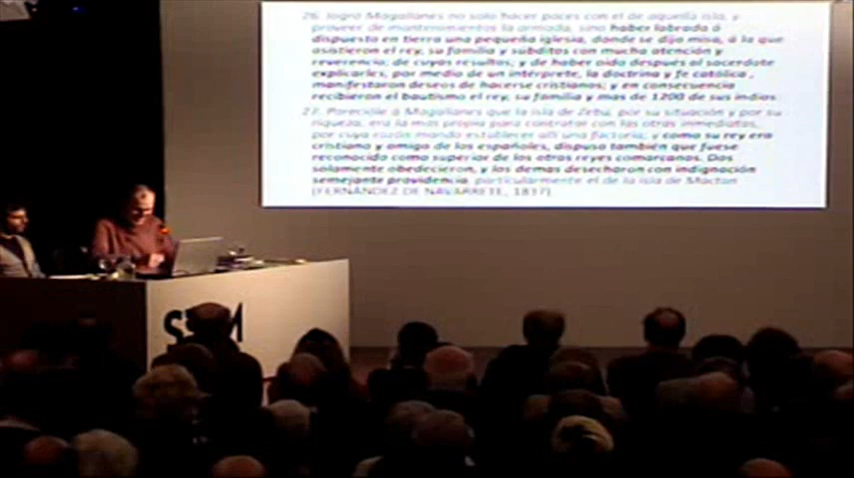 26. logró Magallanes no solo hacer paces con el de aquella isla, y
proveer de mantenimientos la armada, sino haber labrado ó
dispuesto en tierra una pequeña iglesia, donde se dijo misa, á la que
asistieron el rey, su familia y subditos con mucha atención y
reverencia; de cuyas resultas; y de haber oido después al sacerdote
explicarles, por medio de un intérprete, la doctrina y fe católica,
manifestaron deseos de hacerse cristianos; y en consecuencia
recibieron el bautismo el rey, su familia y mas de 1200 de sus indios.
27. Parecióle á Magallanes que la isla de Zebú, por su situación y por su
riqueza, era la mas propia para contratar con las otras inmediatas,
por cuya razón mandó establecer allí una factoría; y como su rey era
cristiano y amigo de los españoles, dispuso también que fuese
reconocido como superior de los otros reyes comarcanos. Dos
solamente obedecieron, y los demas desecharon con indignación
semejante providencia, particularmente el de la isla de Mactan
(FERNÁNDEZ DE NAVARRETE, 1837)